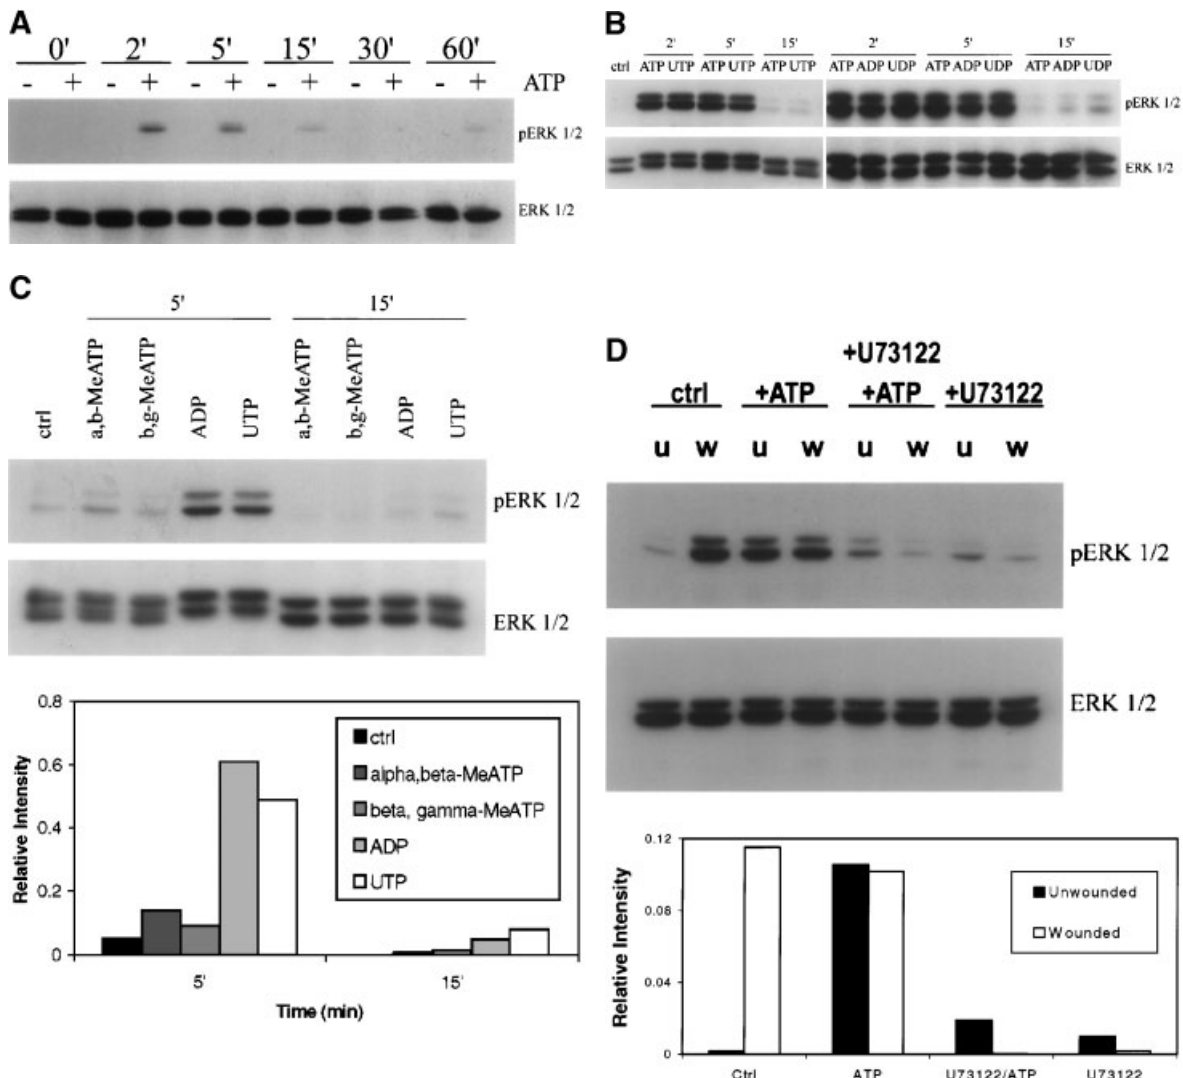 A
0' 2' 5' 15' 30' 60'
- + - + - + - + - + - + ATP
pERK 1/2
ERK 1/2
B
2' 5' 15' 2' 5' 15'
ctrl ATP UTP ATP UTP ATP UTP ATP ADP UDP ATP ADP UDP ATP ADP UDP
pERK 1/2
ERK 1/2
C
5' 15'
ctrl a,b-MeATP b,g-MeATP ADP UTP a,b-MeATP b,g-MeATP ADP UTP
pERK 1/2
ERK 1/2
0.8
0.6
0.4
0.2
0
Relative Intensity
ctrl
alpha,beta-MeATP
beta, gamma-MeATP
ADP
UTP
5' 15'
Time (min)
D
+U73122
ctrl +ATP +ATP +U73122
u w u w u w u w
pERK 1/2
ERK 1/2
0.12
0.08
0.04
0
Relative Intensity
Unwounded
Wounded
Ctrl ATP U73122/ATP U73122